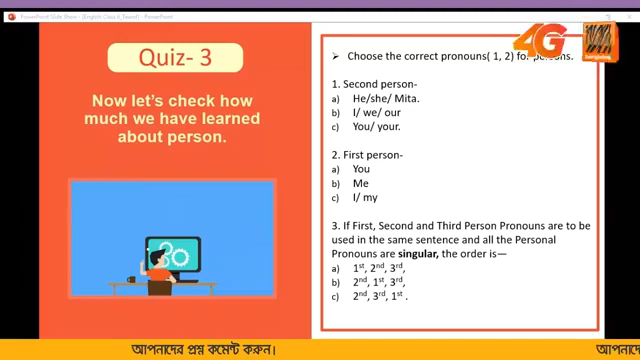 PowerPoint Slide Show - [English Class II_Tasnif] - PowerPoint
Quiz- 3
Now let's check how
much we have learned
about person.
4G
banglalink
➢ Choose the correct pronouns( 1, 2) for persons.
1. Second person-
a) He/she/ Mita.
b) I/ we/ our
c) You/ your.
2. First person-
a) You
b) Me
c) I/ my
3. If First, Second and Third Person Pronouns are to be
used in the same sentence and all the Personal
Pronouns are singular, the order is—
a) 1st, 2nd, 3rd,
b) 2nd, 1st, 3rd,
c) 2nd, 3rd, 1st .
আপনাদের প্রশ্ন কমেন্ট করুন। আপনাদের প্র